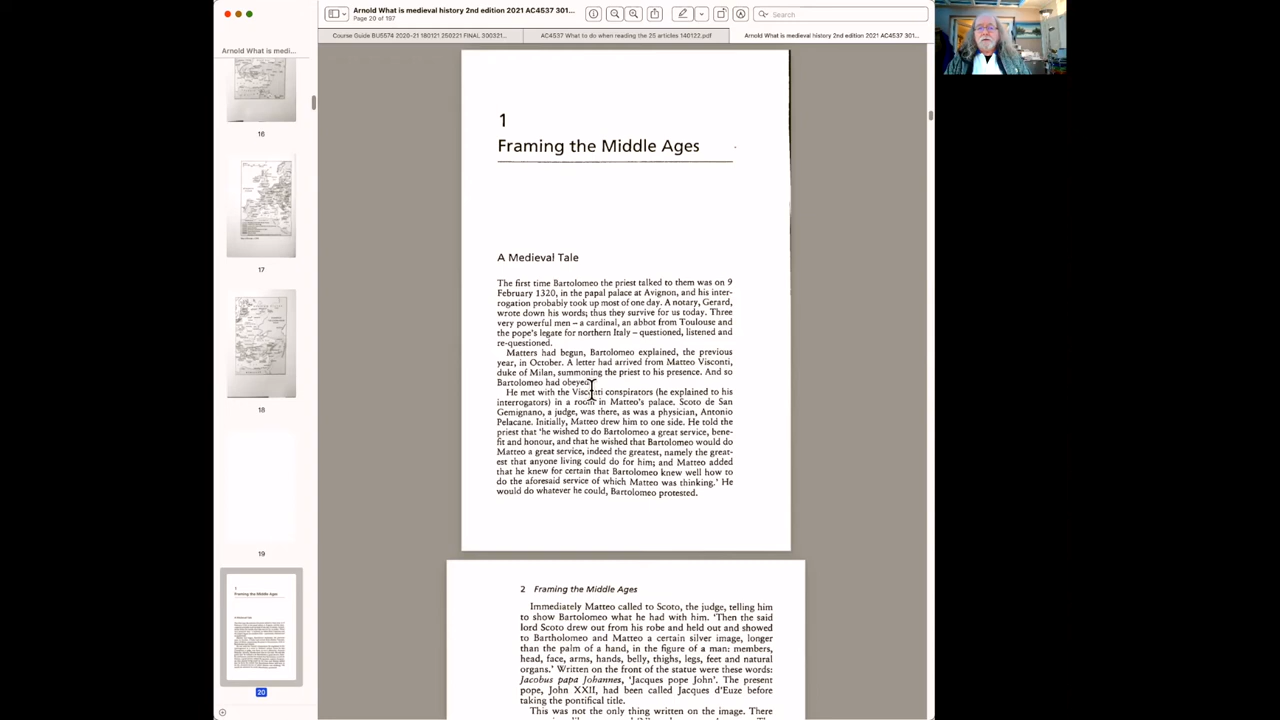 Arnold What is medieval history 2nd edition 2021 AC4537 301...
Page 20 of 197
Search
Course Guide BU5574 2020-21 180121 250221 FINAL 300321...
AC4537 What to do when reading the 25 articles 140122.pdf
Arnold What is medieval history 2nd edition 2021 AC4537 301...
Arnold What is medi...
16
17
18
19
20
1
Framing the Middle Ages
A Medieval Tale
The first time Bartolomeo the priest talked to them was on 9
February 1320, in the papal palace at Avignon, and his inter-
rogation probably took up most of one day. A notary, Gerard,
wrote down his words; thus they survive for us today. Three
very powerful men – a cardinal, an abbot from Toulouse and
the pope's legate for northern Italy – questioned, listened and
re-questioned.
Matters had begun, Bartolomeo explained, the previous
year, in October. A letter had arrived from Matteo Visconti,
duke of Milan, summoning the priest to his presence. And so
Bartolomeo had obeyed
He met with the Visconti conspirators (he explained to his
interrogators) in a room in Matteo's palace. Scoto de San
Gemignano, a judge, was there, as was a physician, Antonio
Pelacane. Initially, Matteo drew him to one side. He told the
priest that 'he wished to do Bartolomeo a great service, bene-
fit and honour, and that he wished that Bartolomeo would do
Matteo a great service, indeed the greatest, namely the great-
est that anyone living could do for him; and Matteo added
that he knew for certain that Bartolomeo knew well how to
do the aforesaid service of which Matteo was thinking.' He
would do whatever he could, Bartolomeo protested.
2 Framing the Middle Ages
Immediately Matteo called to Scoto, the judge, telling him
to show Bartolomeo what he had with him. 'Then the said
lord Scoto drew out from his robe and held out and showed
to Bartholomeo and Matteo a certain silver image, longer
than the palm of a hand, in the figure of a man: members,
head, face, arms, hands, belly, thighs, legs, feet and natural
organs.' Written on the front of the statue were these words:
Jacobus papa Johannes, 'Jacques pope John'. The present
pope, John XXII, had been called Jacques d'Euze before
taking the pontifical title.
This was not the only thing written on the image. There